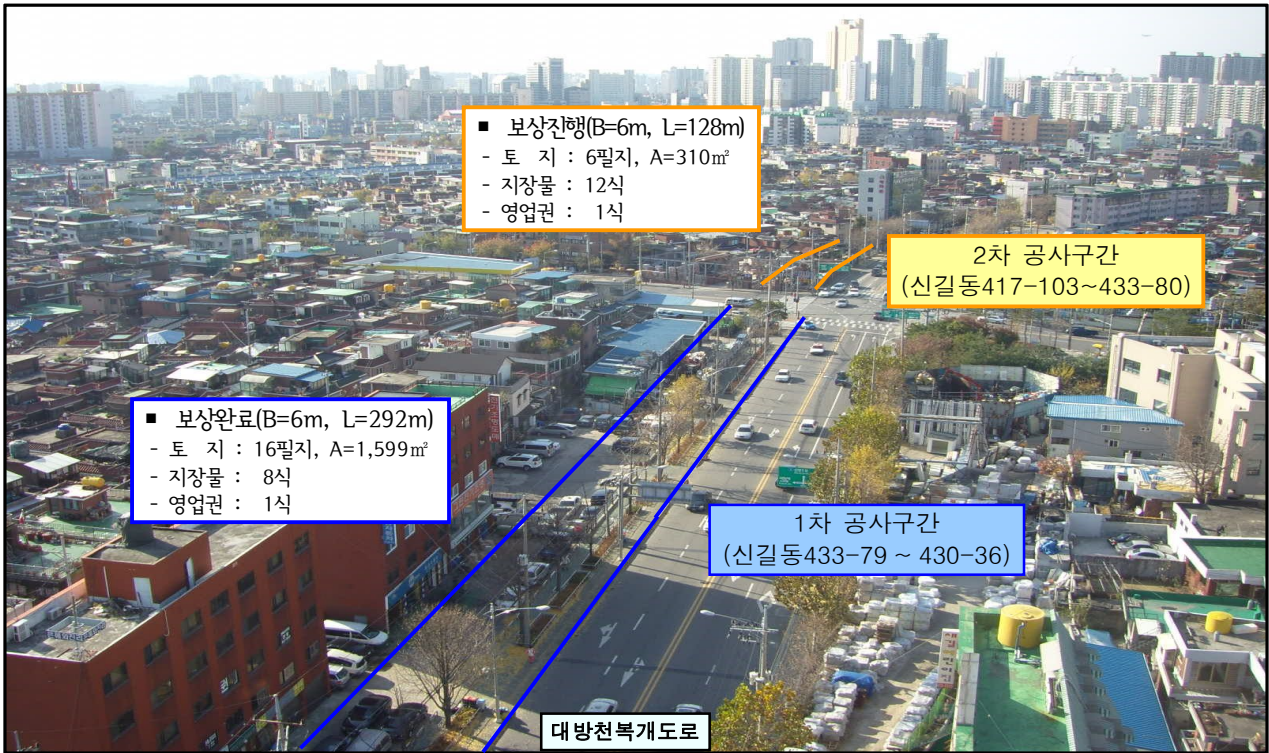 ■ 보상진행(B=6m, L=128m)
- 토 지 : 6필지, A=310㎡
- 지장물 : 12식
- 영업권 : 1식
2차 공사구간
(신길동417-103~433-80)
■ 보상완료(B=6m, L=292m)
- 토 지 : 16필지, A=1,599㎡
- 지장물 : 8식
- 영업권 : 1식
1차 공사구간
(신길동433-79 ~ 430-36)
대방천복개도로